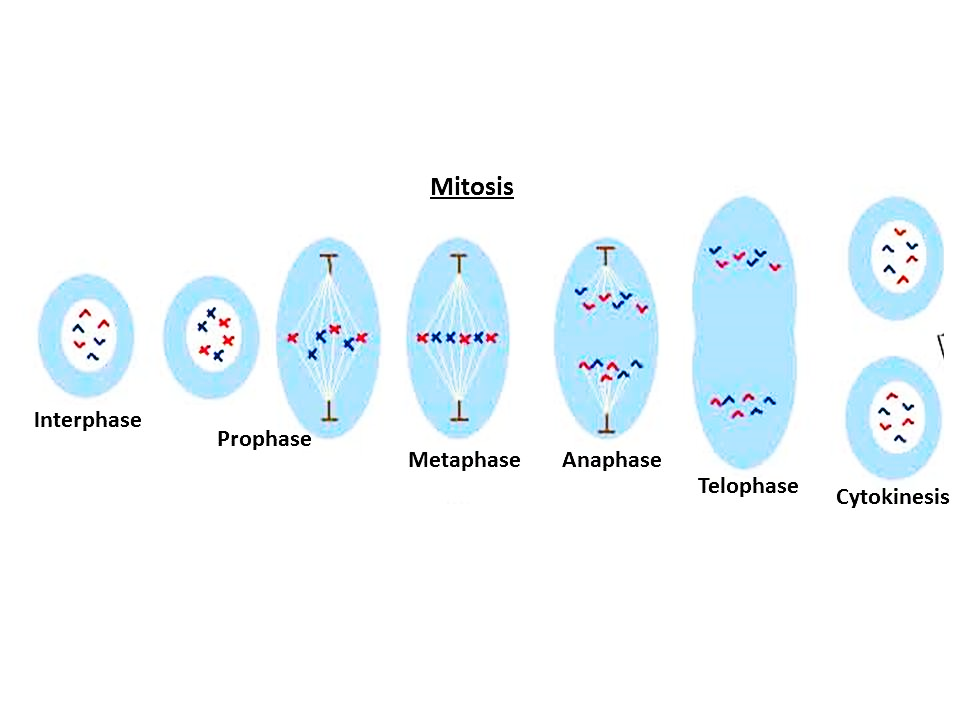 Mitosis
Interphase
Prophase
Metaphase
Anaphase
Telophase
Cytokinesis